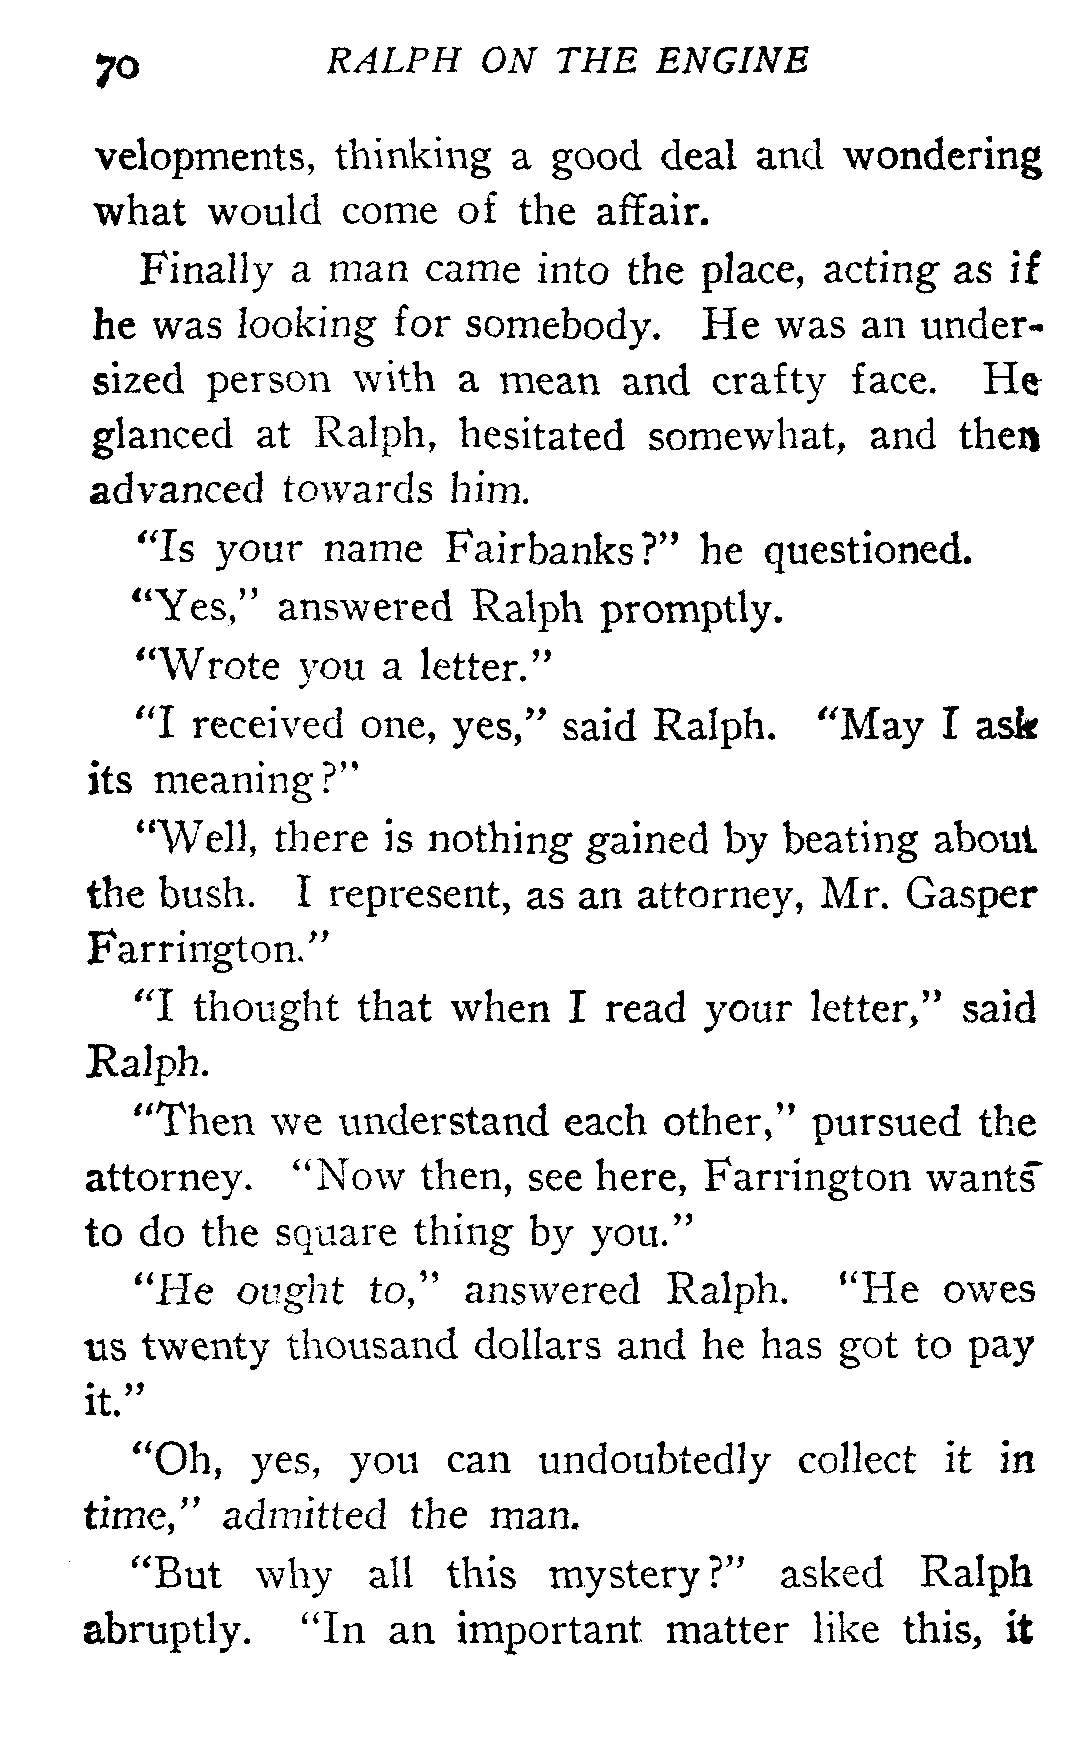 70 RALPH ON THE ENGINE
velopments, thinking a good deal and wondering
what would come of the affair.
Finally a man came into the place, acting as if
he was looking for somebody. He was an under-
sized person with a mean and crafty face. He
glanced at Ralph, hesitated somewhat, and then
advanced towards him.
"Is your name Fairbanks?" he questioned.
"Yes," answered Ralph promptly.
"Wrote you a letter."
"I received one, yes," said Ralph. "May I ask
its meaning?"
"Well, there is nothing gained by beating about
the bush. I represent, as an attorney, Mr. Gasper
Farrington."
"I thought that when I read your letter," said
Ralph.
"Then we understand each other," pursued the
attorney. "Now then, see here, Farrington wants
to do the square thing by you."
"He ought to," answered Ralph. "He owes
us twenty thousand dollars and he has got to pay
it."
"Oh, yes, you can undoubtedly collect it in
time," admitted the man.
"But why all this mystery?" asked Ralph
abruptly. "In an important matter like this, it